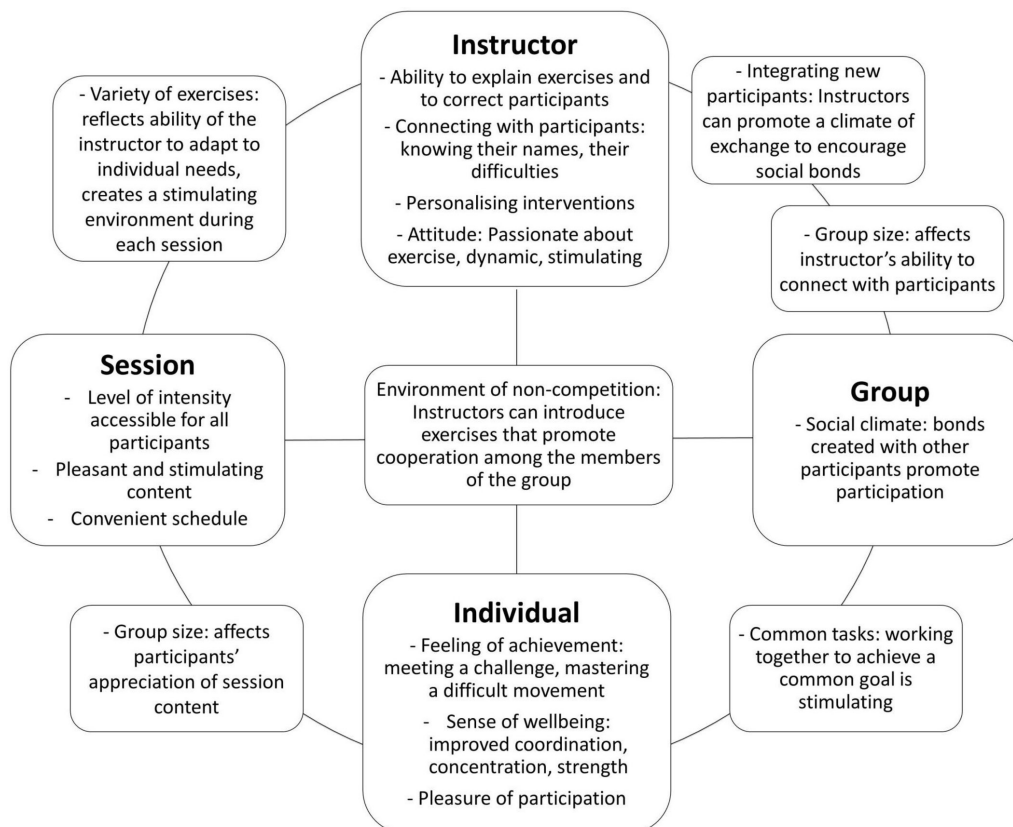 Instructor
- Ability to explain exercises and
to correct participants
- Connecting with participants:
knowing their names, their
difficulties
- Personalising interventions
- Attitude: Passionate about
exercise, dynamic, stimulating
- Variety of exercises:
reflects ability of the
instructor to adapt to
individual needs,
creates a stimulating
environment during
each session
- Integrating new
participants: Instructors
can promote a climate of
exchange to encourage
social bonds
- Group size: affects
instructor’s ability to
connect with participants
Session
- Level of intensity
accessible for all
participants
- Pleasant and stimulating
content
- Convenient schedule
Environment of non-competition:
Instructors can introduce
exercises that promote
cooperation among the members
of the group
Group
- Social climate: bonds
created with other
participants promote
participation
- Group size: affects
participants’
appreciation of session
content
Individual
- Feeling of achievement:
meeting a challenge, mastering
a difficult movement
- Sense of wellbeing:
improved coordination,
concentration, strength
- Pleasure of participation
- Common tasks: working
together to achieve a
common goal is
stimulating